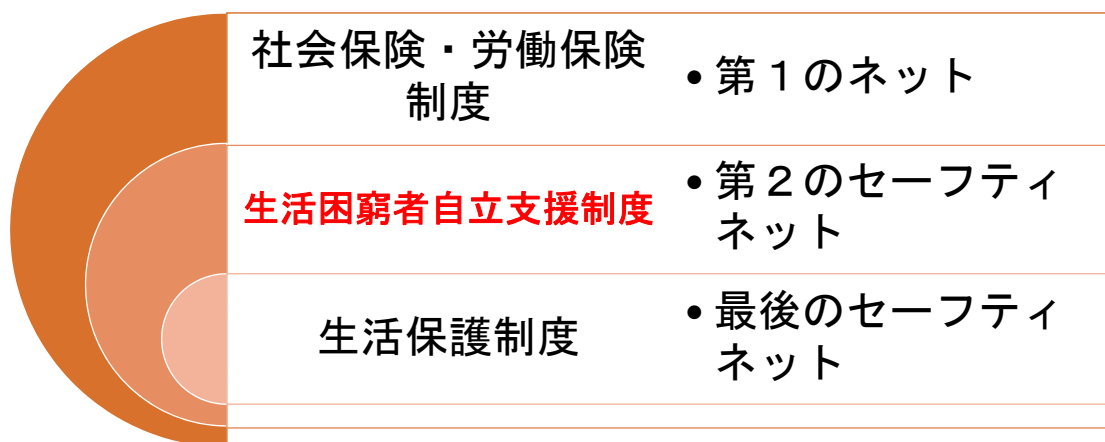 社会保険・労働保険
制度
• 第１のネット
生活困窮者自立支援制度
• 第２のセーフティ
ネット
生活保護制度
• 最後のセーフティ
ネット